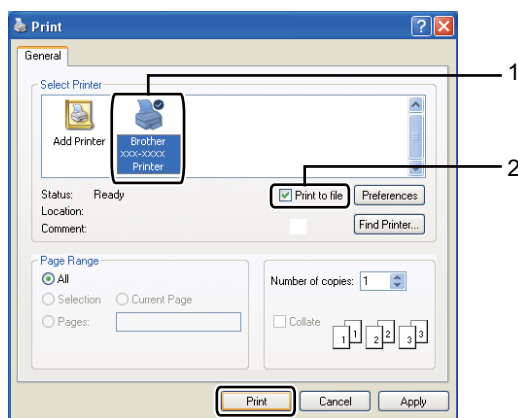 Print
General
1
Select Printer
Add Printer
Brother
xxx-xxxx
Printer
2
Status: Ready
Print to file
Preferences
Location:
Comment:
Find Printer...
Page Range
All
Selection
Current Page
Pages:
Number of copies: 1
Collate
1 1 2 2 3 3
Print
Cancel
Apply